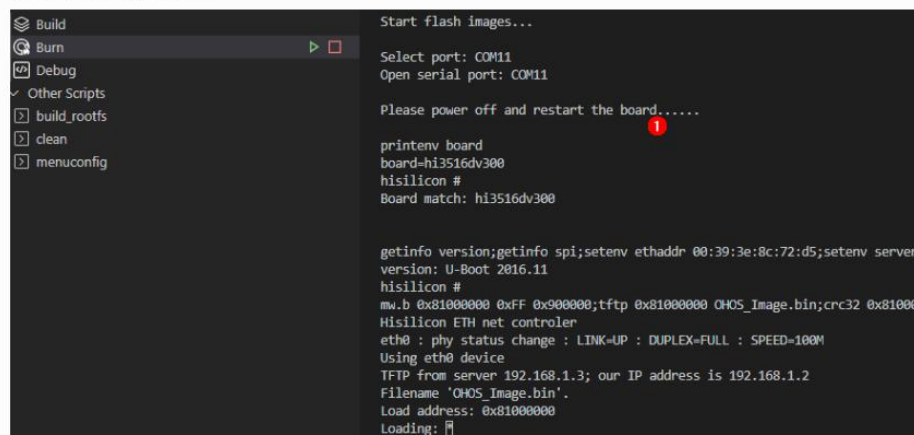 Build
Burn
Debug
Other Scripts
build_rootfs
clean
menuconfig
Start flash images...
Select port: COM11
Open serial port: COM11
Please power off and restart the board......
1
printenv board
board=hi3516dv300
hisilicon #
Board match: hi3516dv300
getinfo version;getinfo spi;setenv ethaddr 00:39:3e:8c:72:d5;setenv server
version: U-Boot 2016.11
hisilicon #
mw.b 0x81000000 0xFF 0x900000;tftp 0x81000000 OHOS_Image.bin;crc32 0x81000
Hisilicon ETH net controler
eth0 : phy status change : LINK=UP : DUPLEX=FULL : SPEED=100M
Using eth0 device
TFTP from server 192.168.1.3; our IP address is 192.168.1.2
Filename 'OHOS_Image.bin'.
Load address: 0x81000000
Loading: *